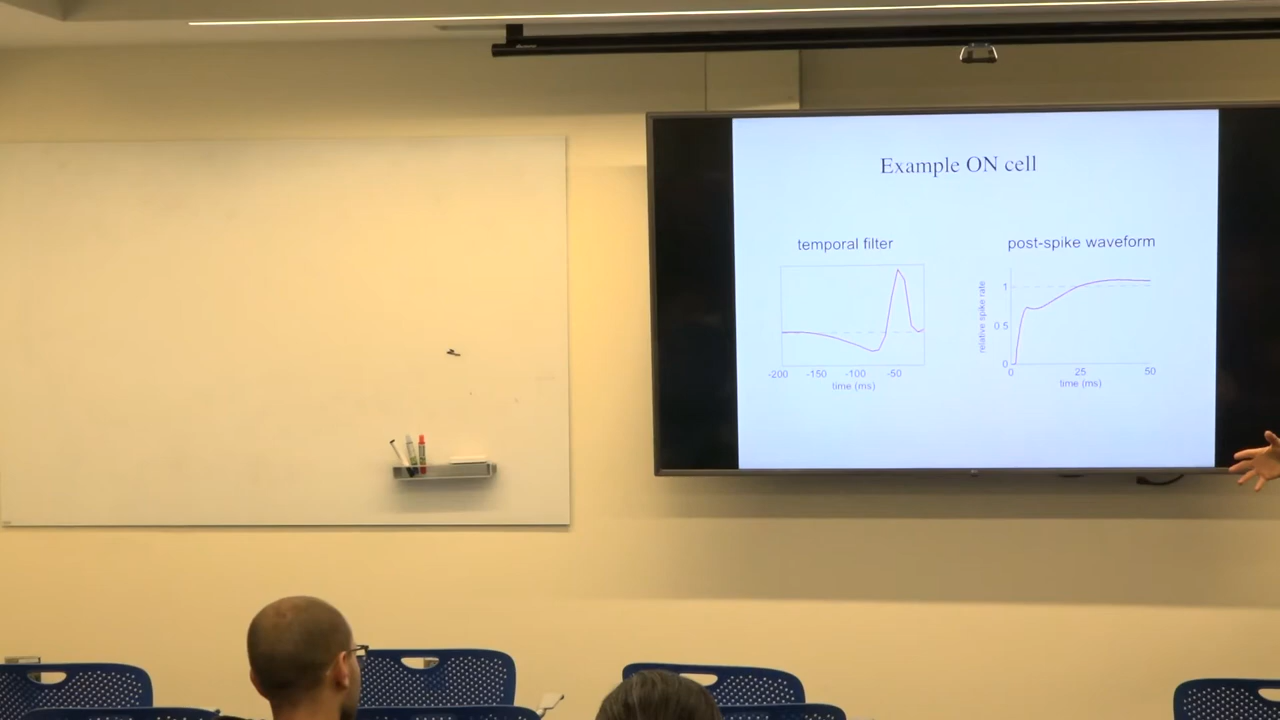 Example ON cell
temporal filter
-200 -150 -100 -50
time (ms)
post-spike waveform
relative spike rate
1
0 5
0
0 25 50
time (ms)